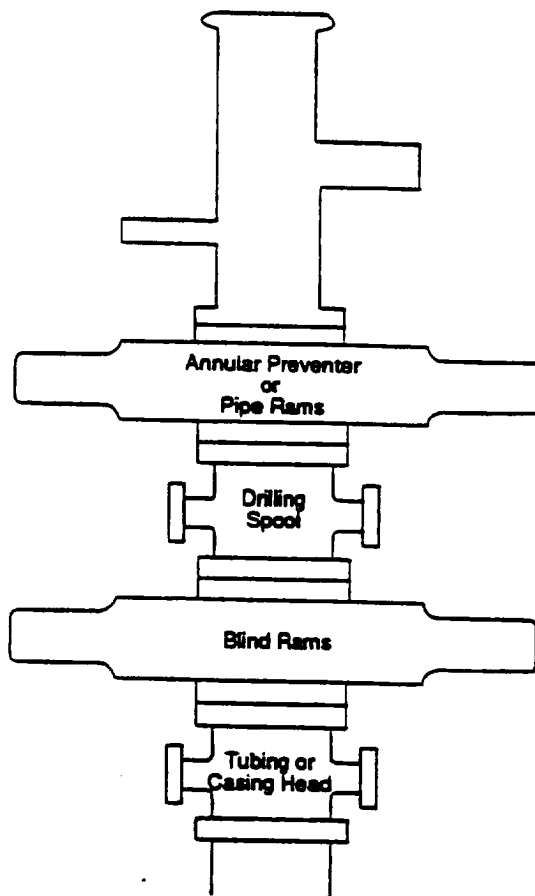 Annular Preventer
or
Pipe Rams
Drilling
Spool
Blind Rams
Tubing or
Casing Head